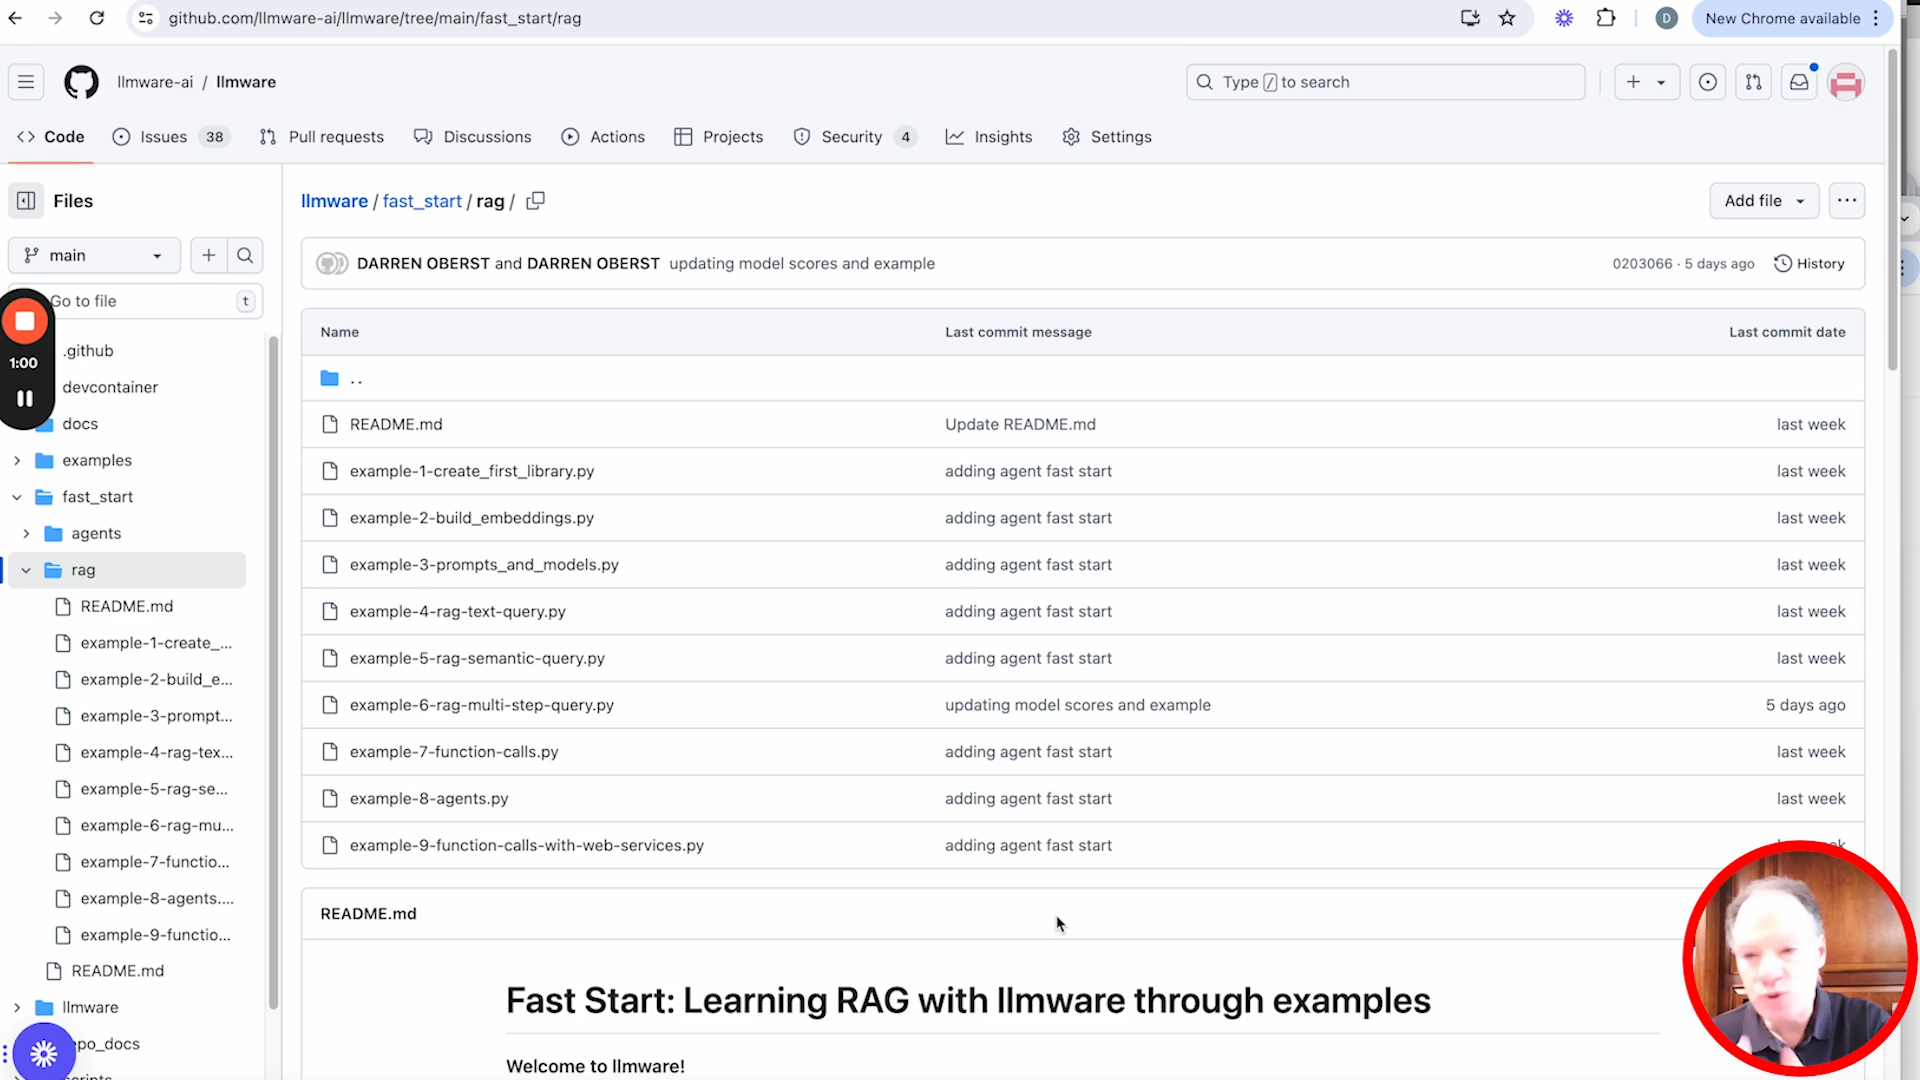 github.com/llmware-ai/llmware/tree/main/fast_start/rag
D
New Chrome available
llmware-ai / llmware
Type / to search
Code
Issues 38
Pull requests
Discussions
Actions
Projects
Security 4
Insights
Settings
Files
llmware / fast_start / rag /
Add file
main
DARREN OBERST and DARREN OBERST updating model scores and example
0203066 · 5 days ago
History
Go to file
t
1:00
Name
Last commit message
Last commit date
.github
devcontainer
docs
examples
fast_start
agents
rag
README.md
example-1-create_...
example-2-build_e...
example-3-prompt...
example-4-rag-tex...
example-5-rag-se...
example-6-rag-mu...
example-7-functio...
example-8-agents....
example-9-functio...
README.md
llmware
po_docs
..
README.md Update README.md last week
example-1-create_first_library.py adding agent fast start last week
example-2-build_embeddings.py adding agent fast start last week
example-3-prompts_and_models.py adding agent fast start last week
example-4-rag-text-query.py adding agent fast start last week
example-5-rag-semantic-query.py adding agent fast start last week
example-6-rag-multi-step-query.py updating model scores and example 5 days ago
example-7-function-calls.py adding agent fast start last week
example-8-agents.py adding agent fast start last week
example-9-function-calls-with-web-services.py adding agent fast start
README.md
Fast Start: Learning RAG with llmware through examples
Welcome to llmware!